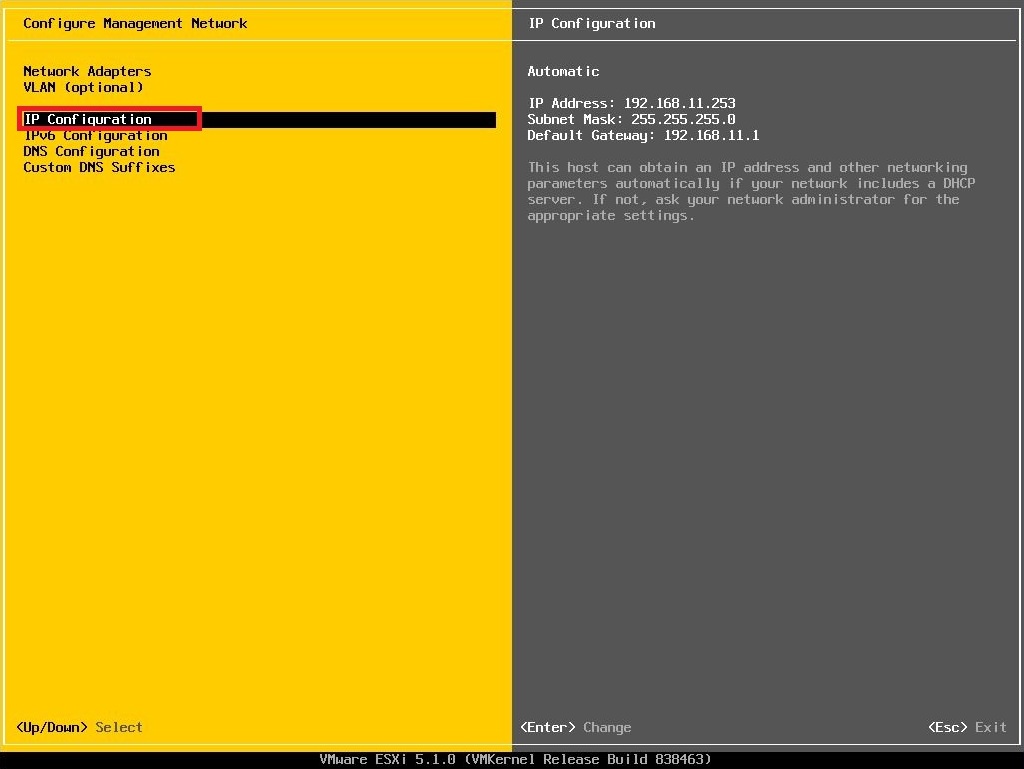 Configure Management Network
Network Adapters
VLAN (optional)
IP Configuration
IPv6 Configuration
DNS Configuration
Custom DNS Suffixes
<Up/Down> Select
IP Configuration
Automatic
IP Address: 192.168.11.253
Subnet Mask: 255.255.255.0
Default Gateway: 192.168.11.1
This host can obtain an IP address and other networking
parameters automatically if your network includes a DHCP
server. If not, ask your network administrator for the
appropriate settings.
<Enter> Change
<Esc> Exit
VMware ESXi 5.1.0 (VMKernel Release Build 838463)